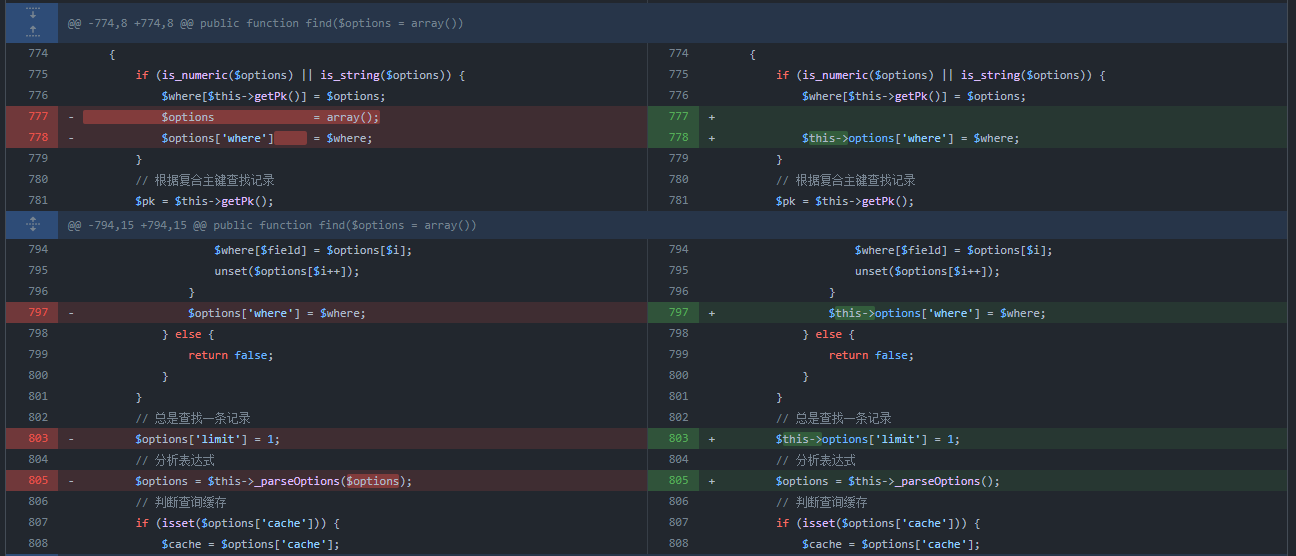 @@ -774,8 +774,8 @@ public function find($options = array())
774 {
775 if (is_numeric($options) || is_string($options)) {
776 $where[$this->getPk()] = $options;
777 - $options = array();
778 - $options['where'] = $where;
779 }
780 // 根据复合主键查找记录
781 $pk = $this->getPk();
774 {
775 if (is_numeric($options) || is_string($options)) {
776 $where[$this->getPk()] = $options;
777 +
778 + $this->options['where'] = $where;
779 }
780 // 根据复合主键查找记录
781 $pk = $this->getPk();
@@ -794,15 +794,15 @@ public function find($options = array())
794 $where[$field] = $options[$i];
795 unset($options[$i++]);
796 }
797 - $options['where'] = $where;
798 } else {
799 return false;
800 }
801 }
802 // 总是查找一条记录
803 - $options['limit'] = 1;
804 // 分析表达式
805 - $options = $this->_parseOptions($options);
806 // 判断查询缓存
807 if (isset($options['cache'])) {
808 $cache = $options['cache'];
794 $where[$field] = $options[$i];
795 unset($options[$i++]);
796 }
797 + $this->options['where'] = $where;
798 } else {
799 return false;
800 }
801 }
802 // 总是查找一条记录
803 + $this->options['limit'] = 1;
804 // 分析表达式
805 + $options = $this->_parseOptions();
806 // 判断查询缓存
807 if (isset($options['cache'])) {
808 $cache = $options['cache'];